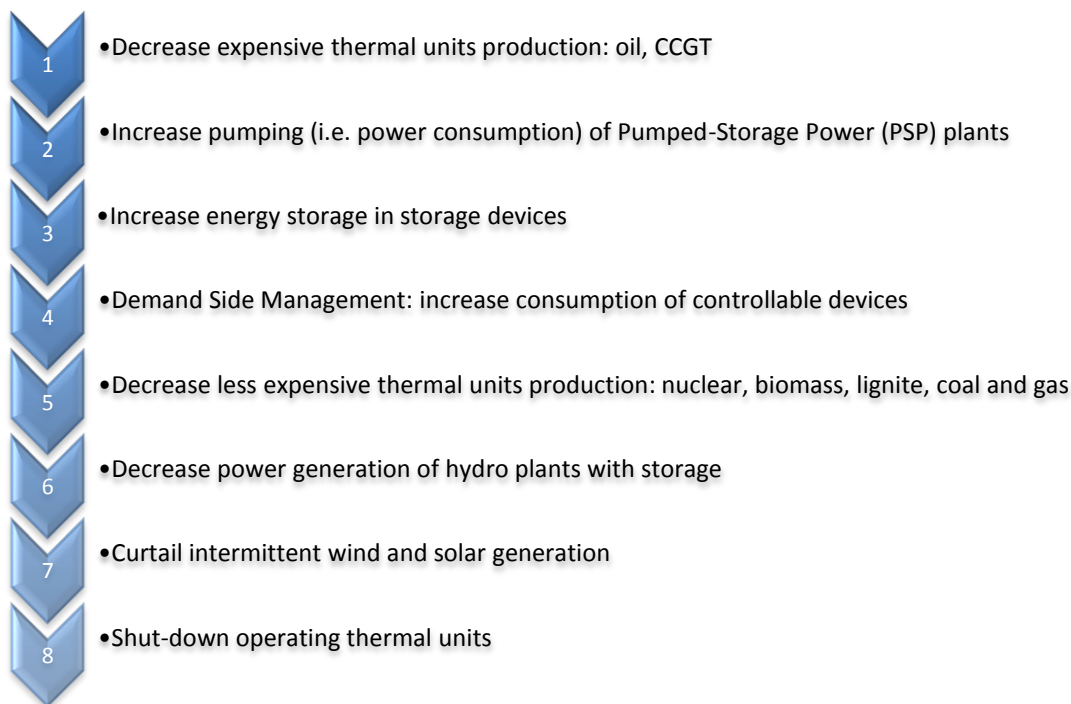 1
•Decrease expensive thermal units production: oil, CCGT
2
•Increase pumping (i.e. power consumption) of Pumped-Storage Power (PSP) plants
3
•Increase energy storage in storage devices
4
•Demand Side Management: increase consumption of controllable devices
5
•Decrease less expensive thermal units production: nuclear, biomass, lignite, coal and gas
6
•Decrease power generation of hydro plants with storage
7
•Curtail intermittent wind and solar generation
8
•Shut-down operating thermal units